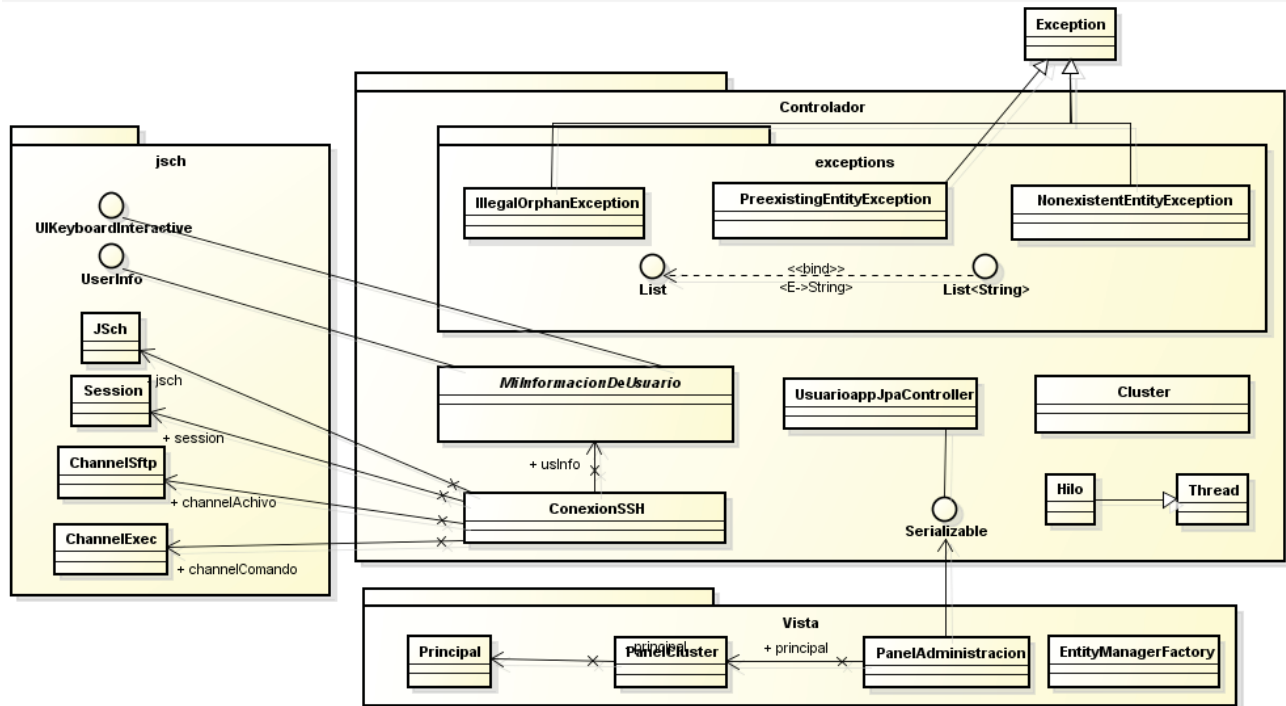 Exception
Controlador
jsch
exceptions
UIKeyboardInteractive
IllegalOrphanException
PreexistingEntityException
NonexistentEntityException
UserInfo
<<bind>>
<E->String>
List
List<String>
JSch
jsch
Session
MiInformacionDeUsuario
UsuarioappJpaController
Cluster
+ session
ChannelSftp
+ usInfo
+ channelAchivo
ConexionSSH
Hilo
Thread
ChannelExec
Serializable
+ channelComando
Vista
Principal
principal
PanelCluster
+ principal
PanelAdministracion
EntityManagerFactory